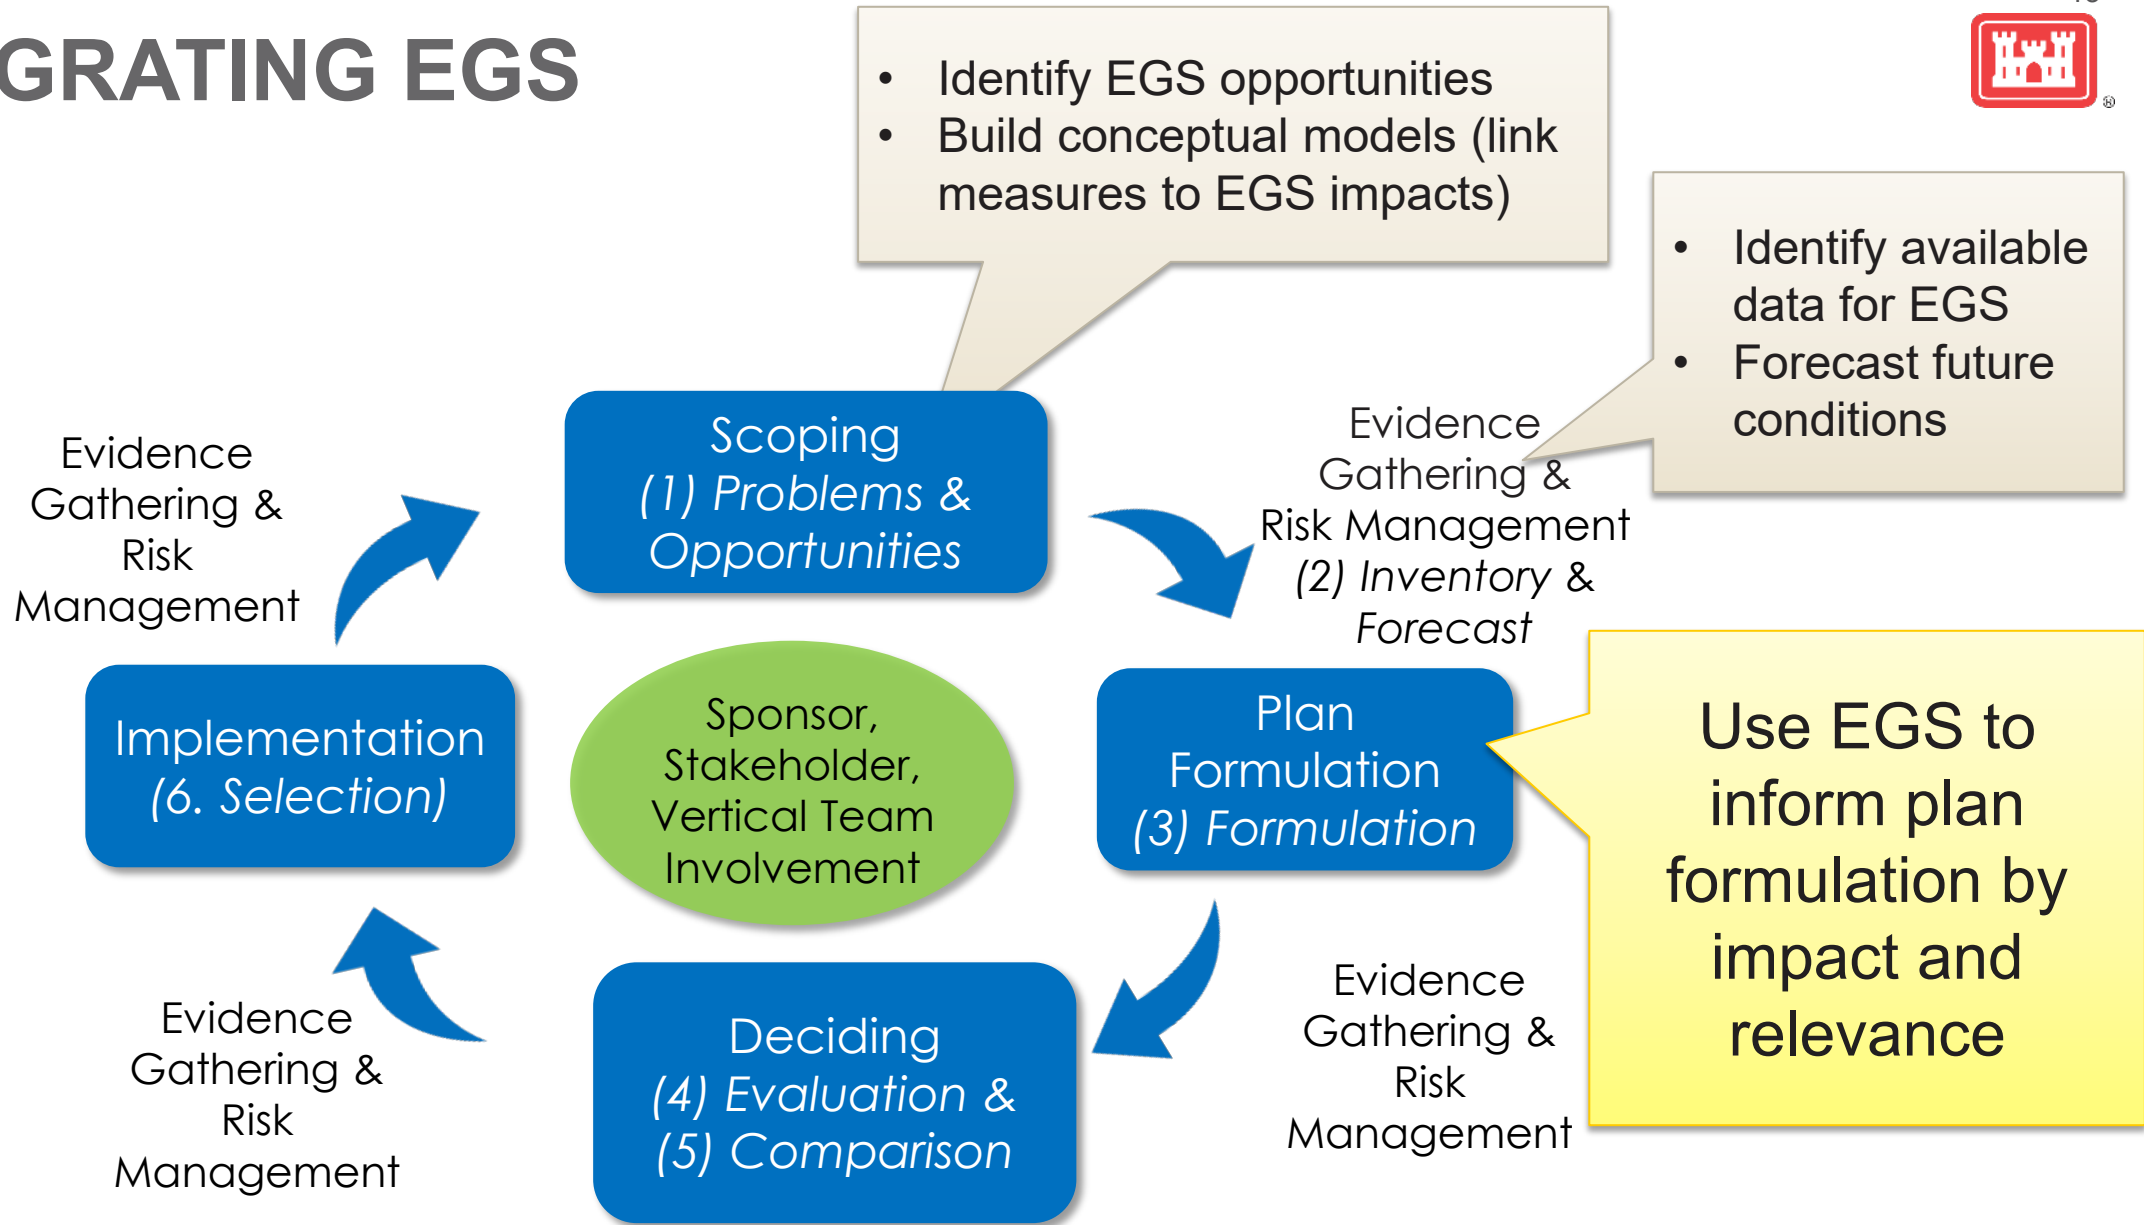 GRATING EGS
• Identify EGS opportunities
• Build conceptual models (link
measures to EGS impacts)
®
• Identify available
data for EGS
• Forecast future
conditions
Evidence
Gathering &
Risk
Management
Scoping
(1) Problems &
Opportunities
Evidence
Gathering &
Risk Management
(2) Inventory &
Forecast
Implementation
(6. Selection)
Sponsor,
Stakeholder,
Vertical Team
Involvement
Plan
Formulation
(3) Formulation
Use EGS to
inform plan
formulation by
impact and
relevance
Evidence
Gathering &
Risk
Management
Deciding
(4) Evaluation &
(5) Comparison
Evidence
Gathering &
Risk
Management